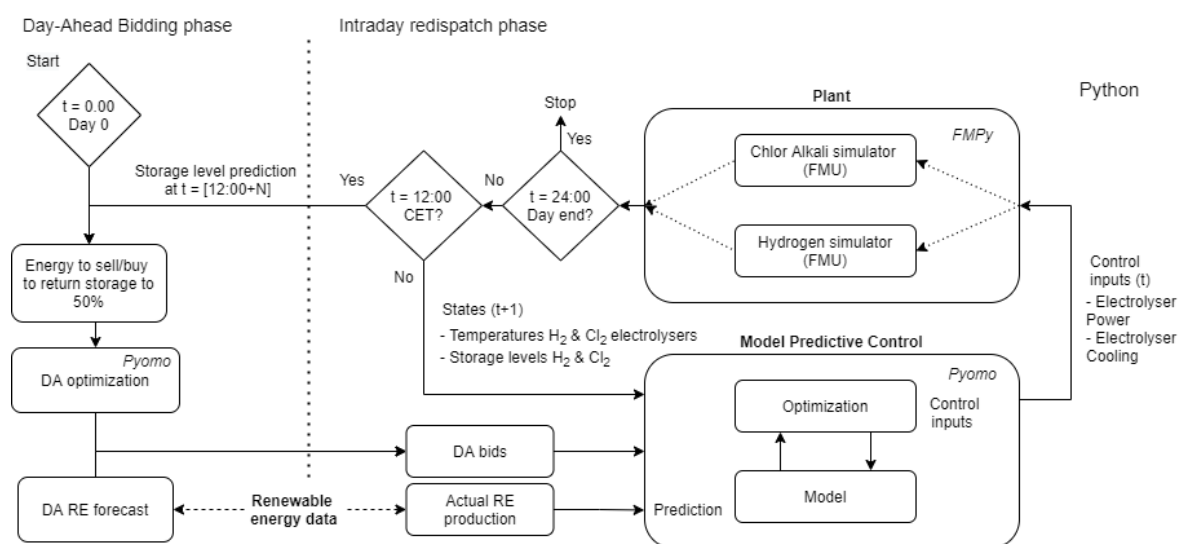 Day-Ahead Bidding phase
Intraday redispatch phase
Start
t = 0.00
Day 0
Storage level prediction
at t = [12:00+N]
Yes
t = 12:00
CET?
No
No
t = 24:00
Day end?
Yes
Stop
Plant
FMPy
Chlor Alkali simulator
(FMU)
Hydrogen simulator
(FMU)
Python
Energy to sell/buy
to return storage to
50%
Pyomo
DA optimization
States (t+1)
- Temperatures H₂ & Cl₂ electrolysers
- Storage levels H₂ & Cl₂
Control
inputs (t)
- Electrolyser
Power
- Electrolyser
Cooling
Model Predictive Control
Pyomo
Optimization
Control
inputs
Model
Prediction
DA bids
DA RE forecast
Renewable
energy data
Actual RE
production